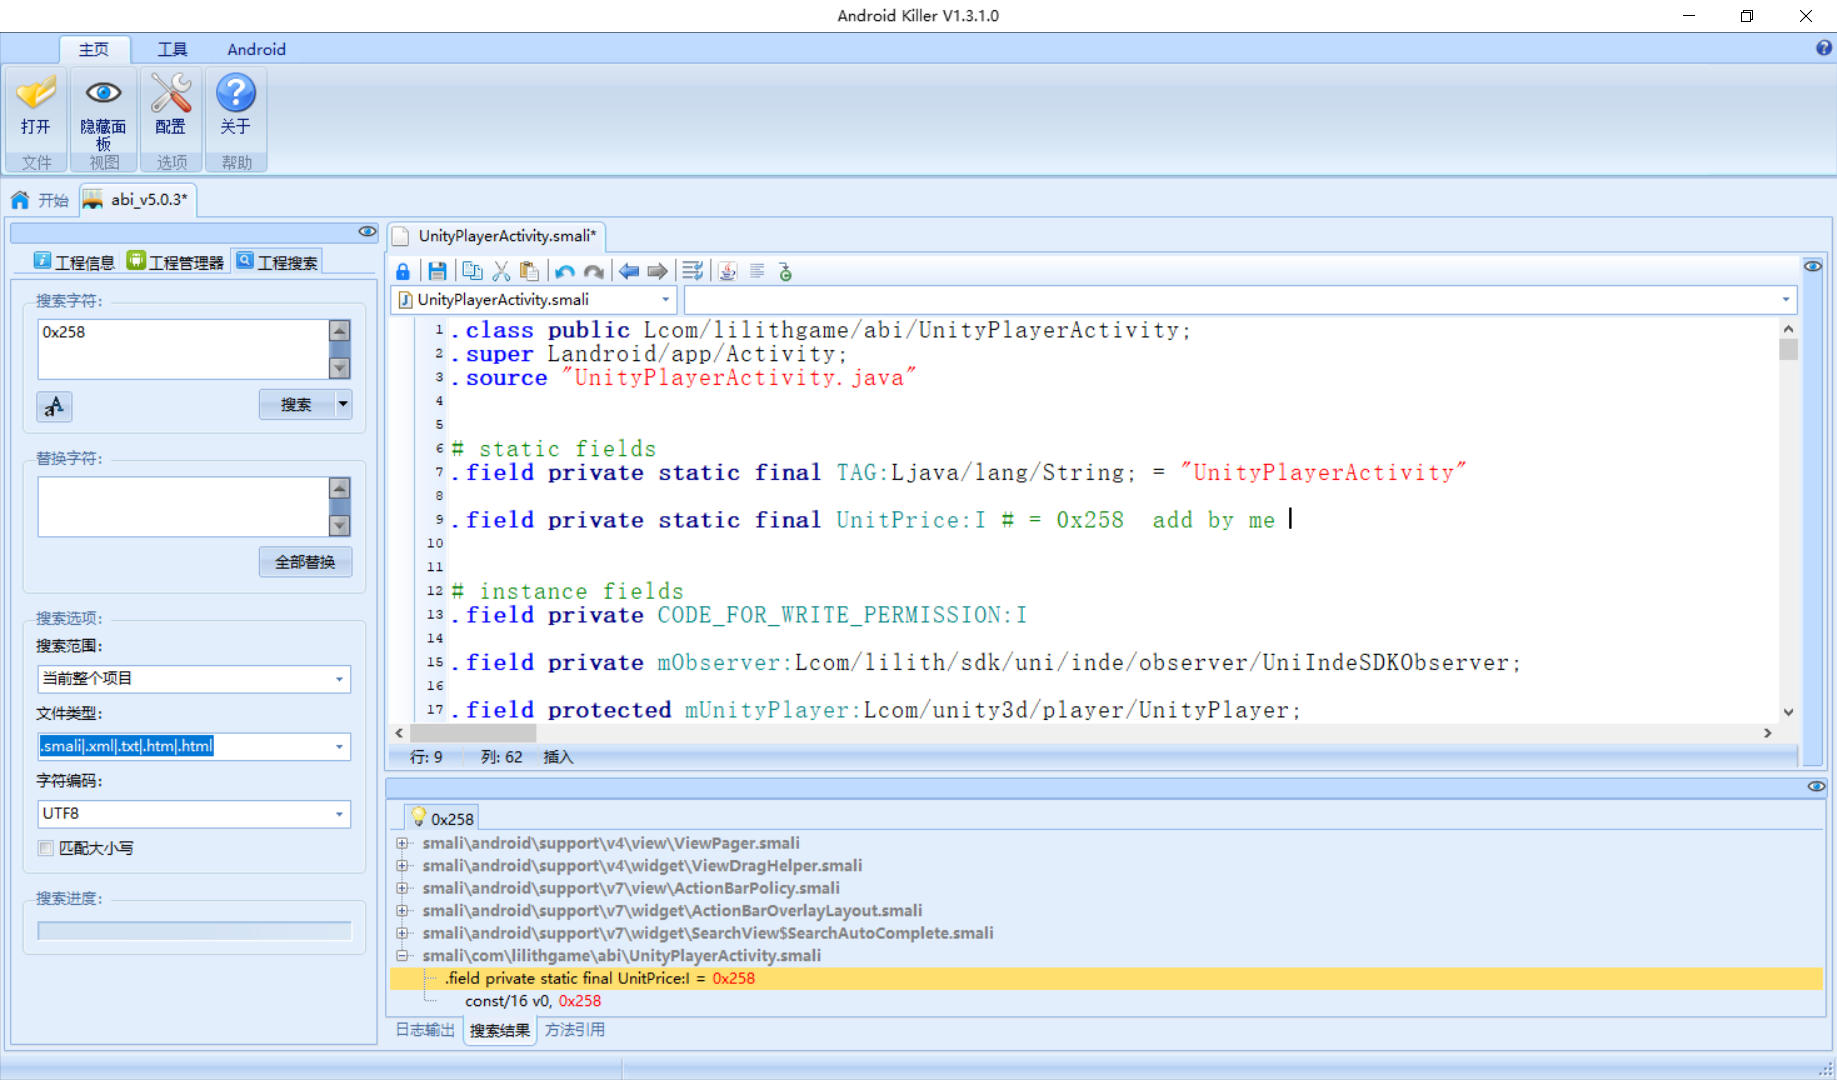 Android Killer V1.3.1.0
主页 工具 Android
打开 隐藏面板 配置 关于
文件 视图 选项 帮助
开始 abi_v5.0.3*
工程信息 工程管理器 工程搜索
搜索字符:
0x258
搜索
替换字符:
全部替换
搜索选项:
搜索范围:
当前整个项目
文件类型:
.smali|.xml|.txt|.htm|.html
字符编码:
UTF8
匹配大小写
搜索进度:
UnityPlayerActivity.smali*
UnityPlayerActivity.smali
1 .class public Lcom/lilithgame/abi/UnityPlayerActivity;
2 .super Landroid/app/Activity;
3 .source "UnityPlayerActivity.java"
4
5
6 # static fields
7 .field private static final TAG:Ljava/lang/String; = "UnityPlayerActivity"
8
9 .field private static final UnitPrice:I # = 0x258  add by me
10
11
12 # instance fields
13 .field private CODE_FOR_WRITE_PERMISSION:I
14
15 .field private mObserver:Lcom/lilith/sdk/uni/inde/observer/UniIndeSDKObserver;
16
17 .field protected mUnityPlayer:Lcom/unity3d/player/UnityPlayer;
行: 9 列: 62 插入
0x258
smali\android\support\v4\view\ViewPager.smali
smali\android\support\v4\widget\ViewDragHelper.smali
smali\android\support\v7\view\ActionBarPolicy.smali
smali\android\support\v7\widget\ActionBarOverlayLayout.smali
smali\android\support\v7\widget\SearchView$SearchAutoComplete.smali
smali\com\lilithgame\abi\UnityPlayerActivity.smali
.field private static final UnitPrice:I = 0x258
const/16 v0, 0x258
日志输出 搜索结果 方法引用